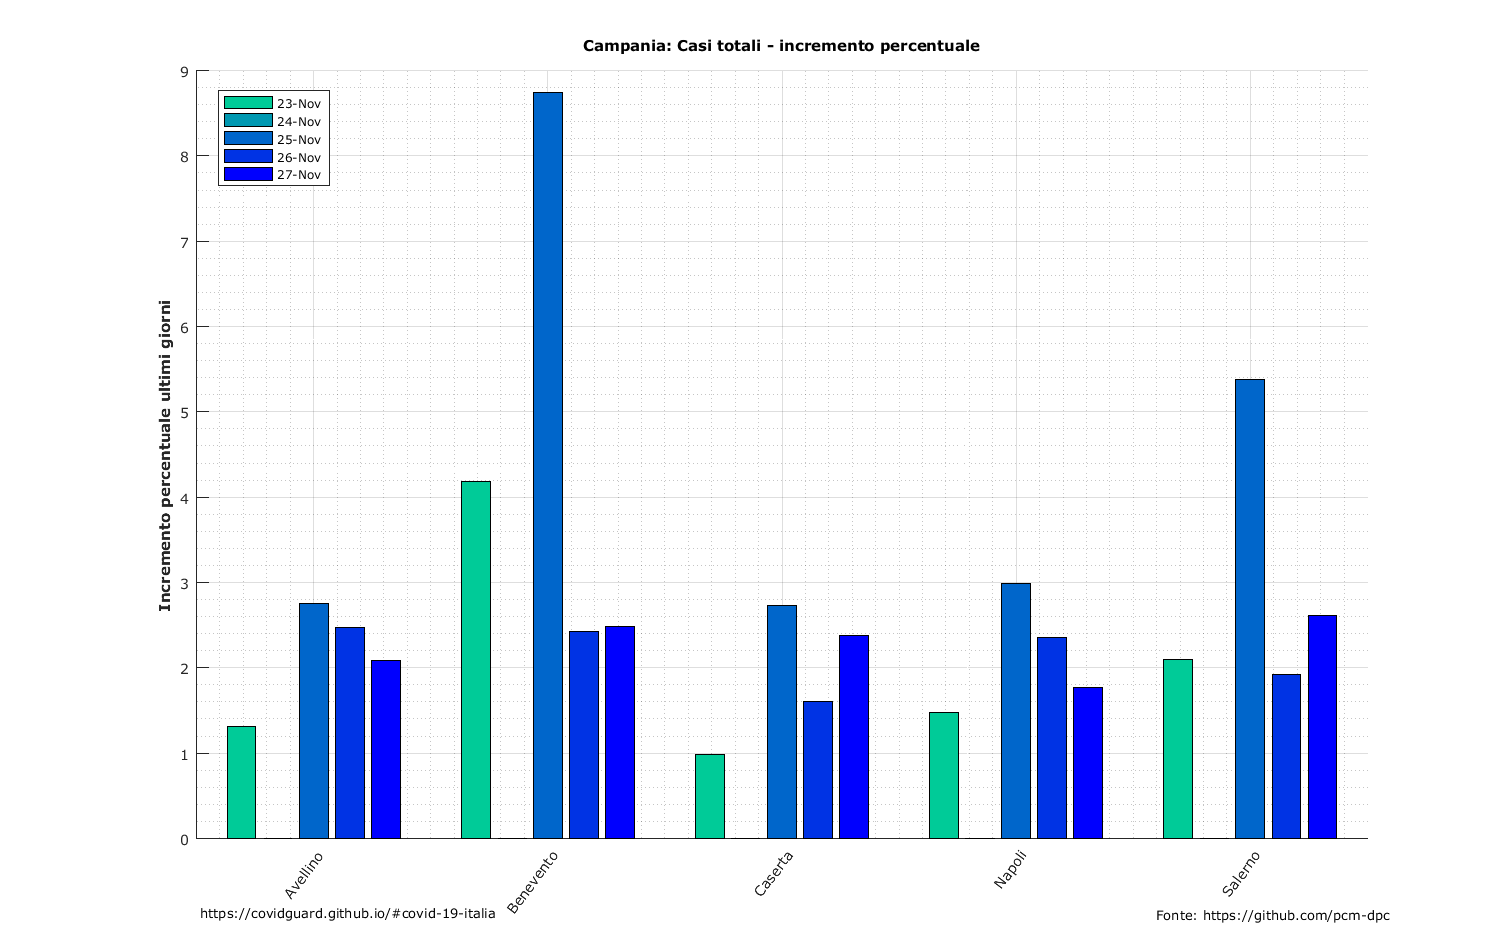 Campania: Casi totali - incremento percentuale
9
8
7
6
5
4
3
2
1
0
Incremento percentuale ultimi giorni
23-Nov
24-Nov
25-Nov
26-Nov
27-Nov
Avellino
Benevento
Caserta
Napoli
Salerno
https://covidguard.github.io/#covid-19-italia
Fonte: https://github.com/pcm-dpc